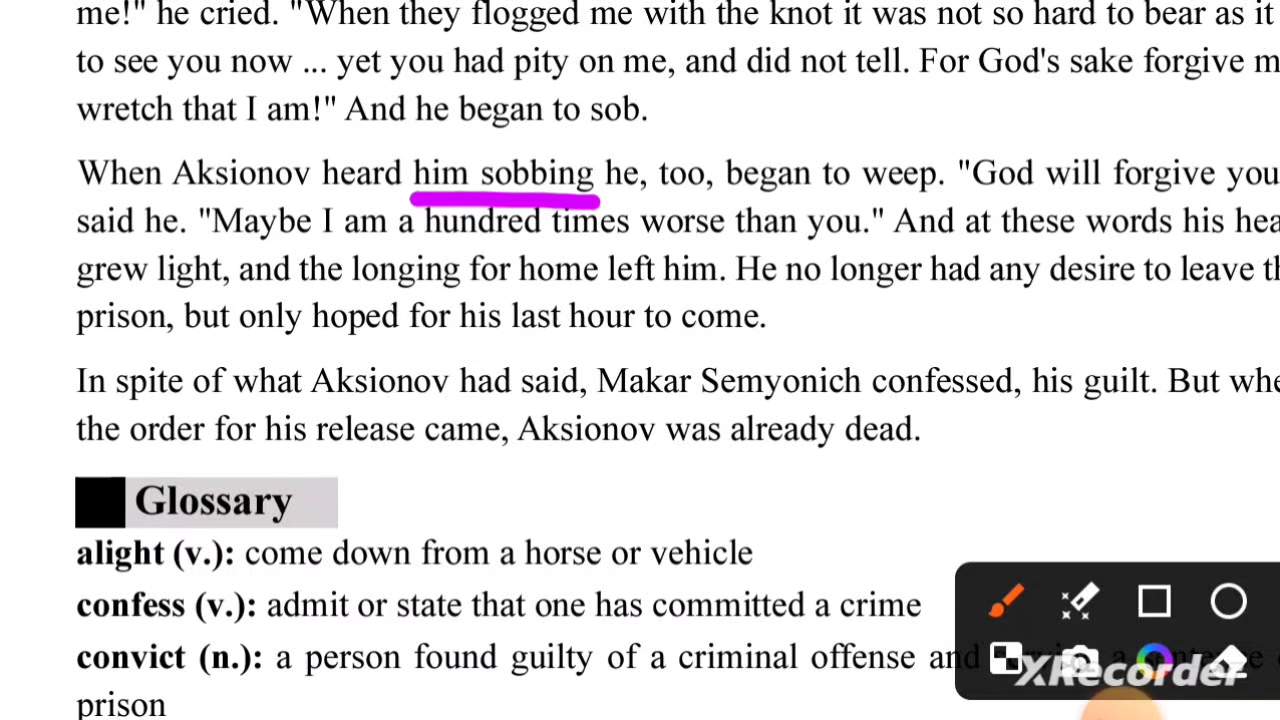 me!" he cried. "When they flogged me with the knot it was not so hard to bear as it
to see you now ... yet you had pity on me, and did not tell. For God's sake forgive m
wretch that I am!" And he began to sob.
When Aksionov heard him sobbing he, too, began to weep. "God will forgive you
said he. "Maybe I am a hundred times worse than you." And at these words his hea
grew light, and the longing for home left him. He no longer had any desire to leave th
prison, but only hoped for his last hour to come.
In spite of what Aksionov had said, Makar Semyonich confessed, his guilt. But whe
the order for his release came, Aksionov was already dead.
Glossary
alight (v.): come down from a horse or vehicle
confess (v.): admit or state that one has committed a crime
convict (n.): a person found guilty of a criminal offense and
XRecorder
prison